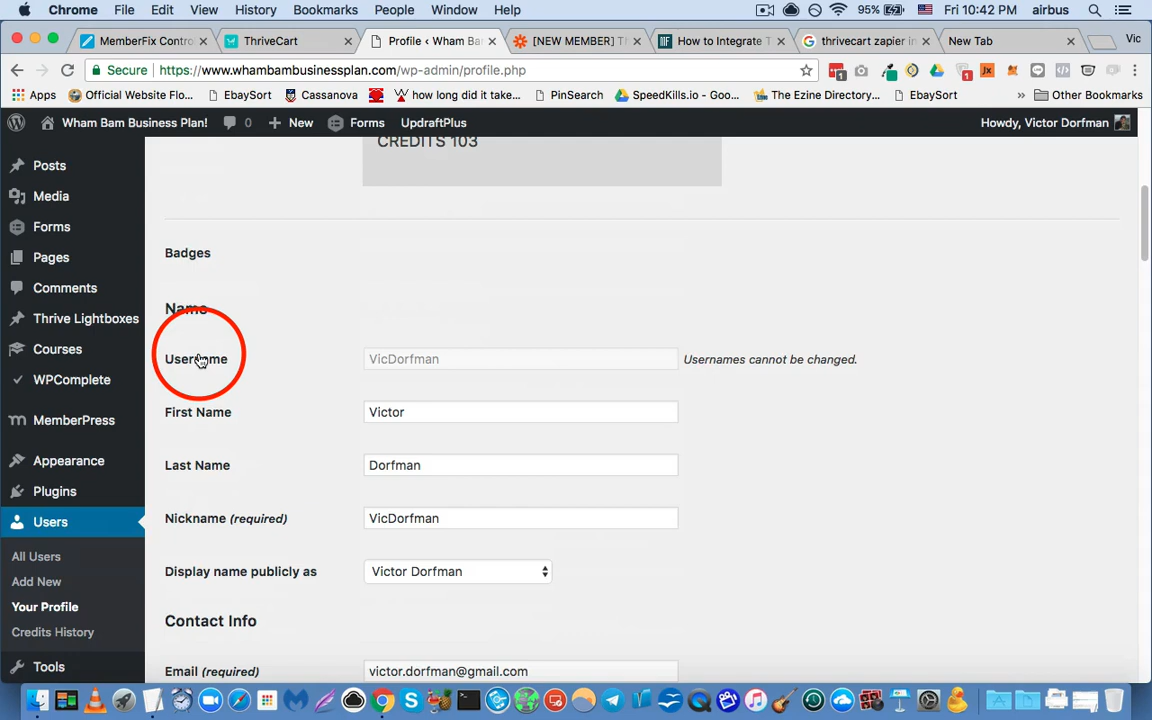 Chrome File Edit View History Bookmarks People Window Help 95% Fri 10:42 PM airbus
MemberFix Contro ThriveCart Profile ‹ Wham Ba [NEW MEMBER] Th How to Integrate T thrivecart zapier in New Tab Vic
Secure https://www.whambambusinessplan.com/wp-admin/profile.php
Apps Official Website Flo... EbaySort Cassanova how long did it take... PinSearch SpeedKills.io - Goo... The Ezine Directory... EbaySort » Other Bookmarks
Wham Bam Business Plan! 0 New Forms UpdraftPlus Howdy, Victor Dorfman
CREDITS 103
Posts
Media
Forms
Pages
Comments
Thrive Lightboxes
Courses
WPComplete
MemberPress
Appearance
Plugins
Users
All Users
Add New
Your Profile
Credits History
Tools
Badges
Name
Username VicDorfman Usernames cannot be changed.
First Name Victor
Last Name Dorfman
Nickname (required) VicDorfman
Display name publicly as Victor Dorfman
Contact Info
Email (required) victor.dorfman@gmail.com